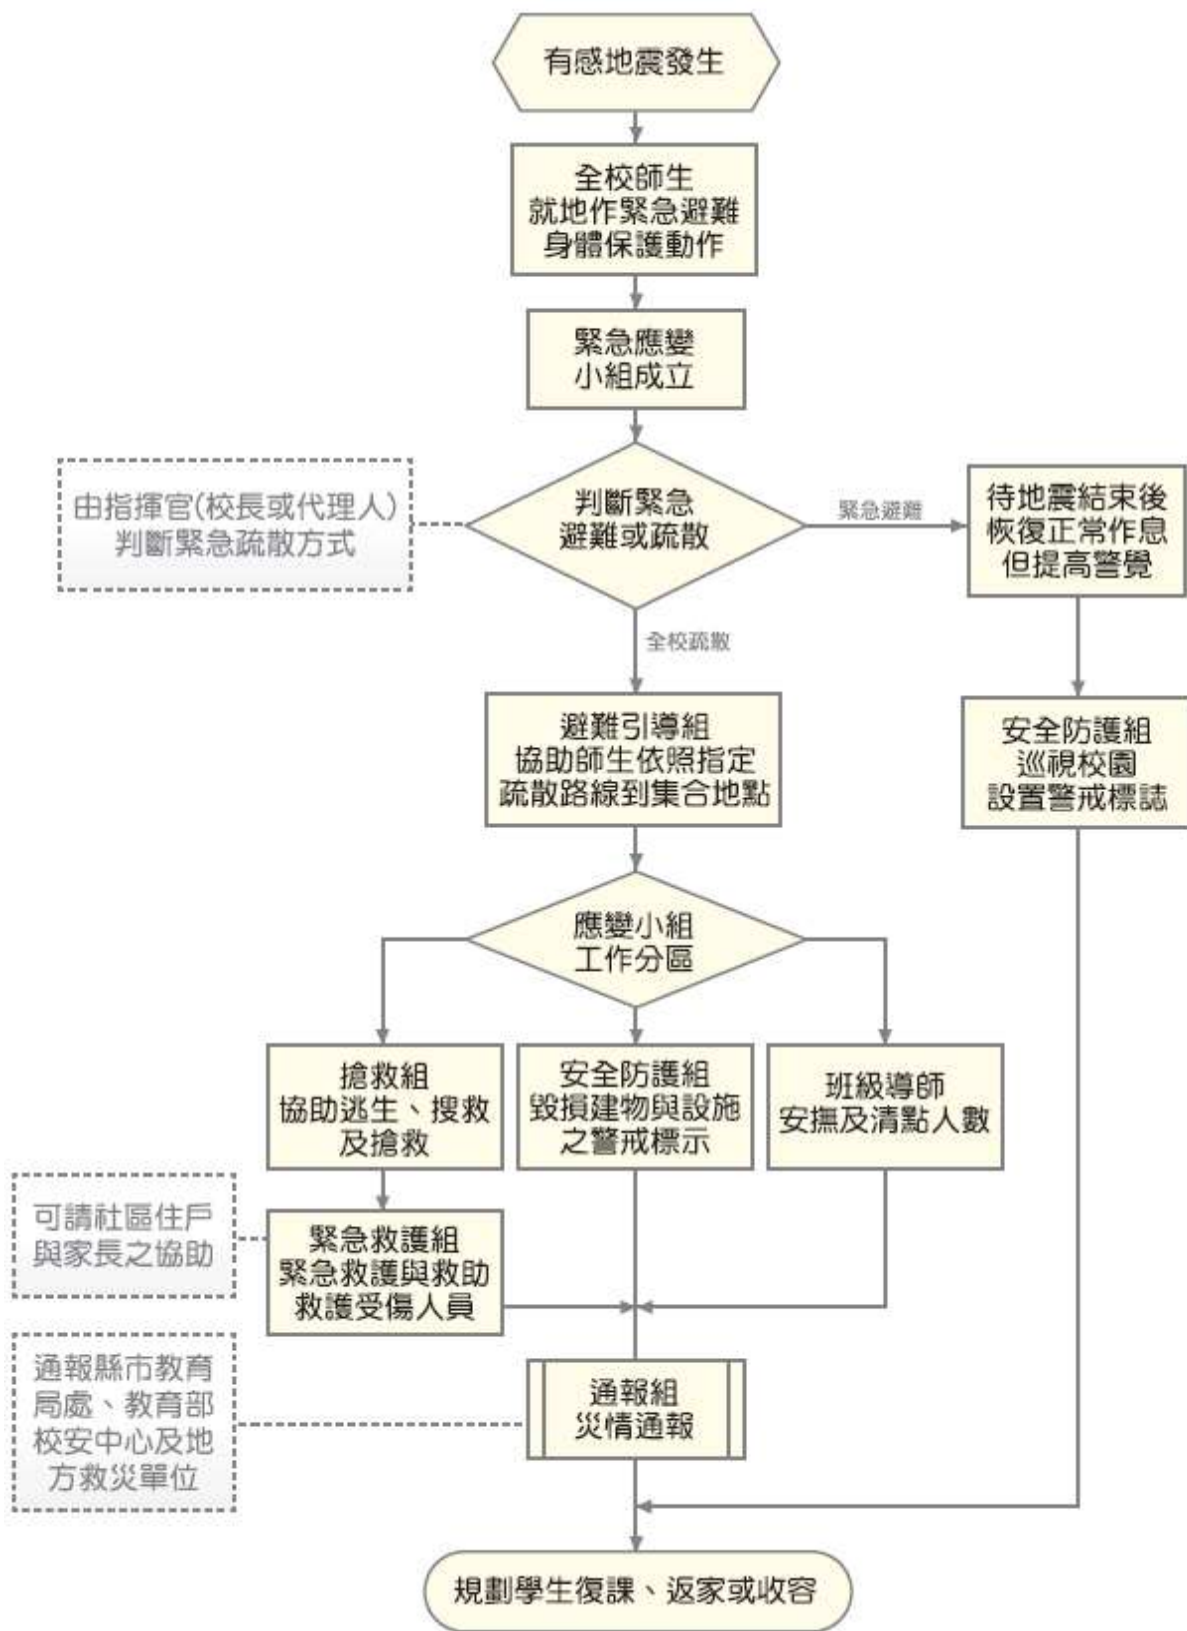 有感地震發生
全校師生
就地作緊急避難
身體保護動作
緊急應變
小組成立
由指揮官(校長或代理人)
判斷緊急疏散方式
判斷緊急
避難或疏散
緊急避難
待地震結束後
恢復正常作息
但提高警覺
全校疏散
避難引導組
協助師生依照指定
疏散路線到集合地點
安全防護組
巡視校園
設置警戒標誌
應變小組
工作分區
搶救組
協助逃生、搜救
及搶救
安全防護組
毀損建物與設施
之警戒標示
班級導師
安撫及清點人數
可請社區住戶
與家長之協助
緊急救護組
緊急救護與救助
救護受傷人員
通報縣市教育
局處、教育部
校安中心及地
方救災單位
通報組
災情通報
規劃學生復課、返家或收容